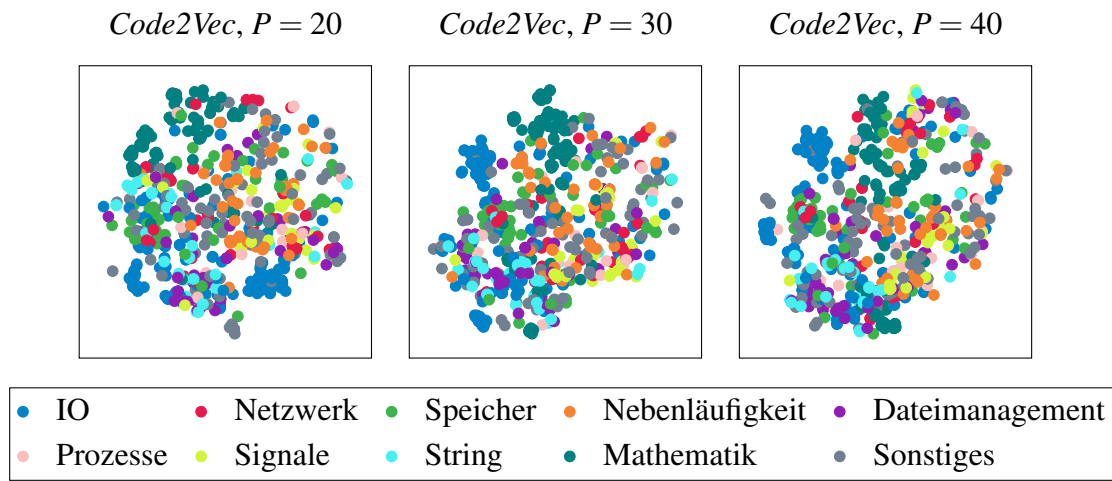 Code2Vec, P = 20 Code2Vec, P = 30 Code2Vec, P = 40
IO Netzwerk Speicher Nebenläufigkeit Dateimanagement
Prozesse Signale String Mathematik Sonstiges